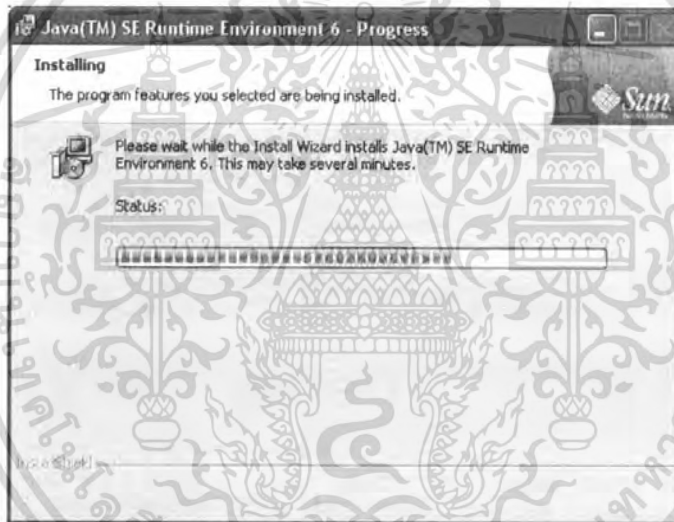 Java(TM) SE Runtime Environment 6 - Progress
Installing
The program features you selected are being installed.
Sun
Please wait while the Install Wizard installs Java(TM) SE Runtime
Environment 6. This may take several minutes.
Status:
InstallShield